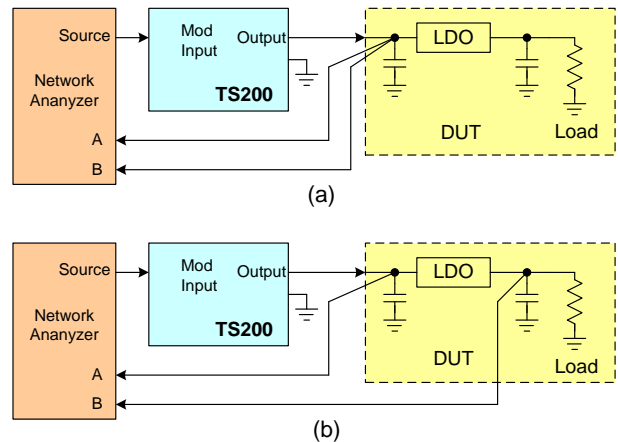 Source
Mod
Input
Output
TS200
LDO
Network
Ananyzer
DUT
Load
A
B
(a)
Source
Mod
Input
Output
TS200
LDO
Network
Ananyzer
DUT
Load
A
B
(b)